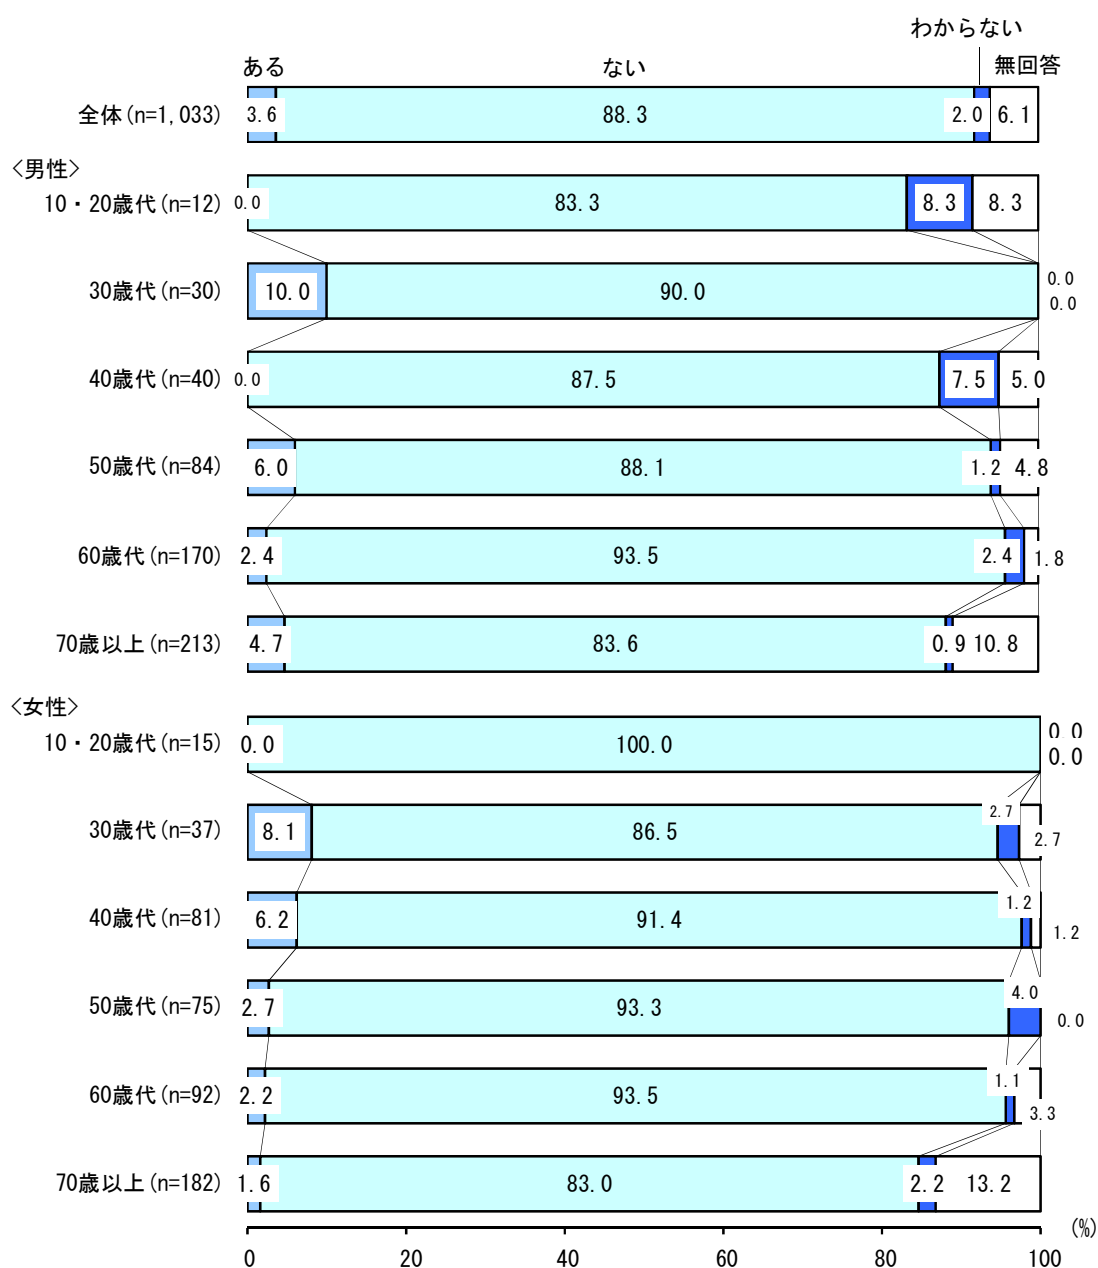 わからない
ある ない 無回答
全体(n=1,033) 3.6 88.3 2.0 6.1
<男性>
10・20歳代(n=12) 0.0 83.3 8.3 8.3
30歳代(n=30) 10.0 90.0 0.0
0.0
40歳代(n=40) 0.0 87.5 7.5 5.0
50歳代(n=84) 6.0 88.1 1.2 4.8
60歳代(n=170) 2.4 93.5 2.4 1.8
70歳以上(n=213) 4.7 83.6 0.9 10.8
<女性>
10・20歳代(n=15) 0.0 100.0 0.0
0.0
30歳代(n=37) 8.1 86.5 2.7 2.7
40歳代(n=81) 6.2 91.4 1.2 1.2
50歳代(n=75) 2.7 93.3 4.0 0.0
60歳代(n=92) 2.2 93.5 1.1 3.3
70歳以上(n=182) 1.6 83.0 2.2 13.2
(%)
0 20 40 60 80 100